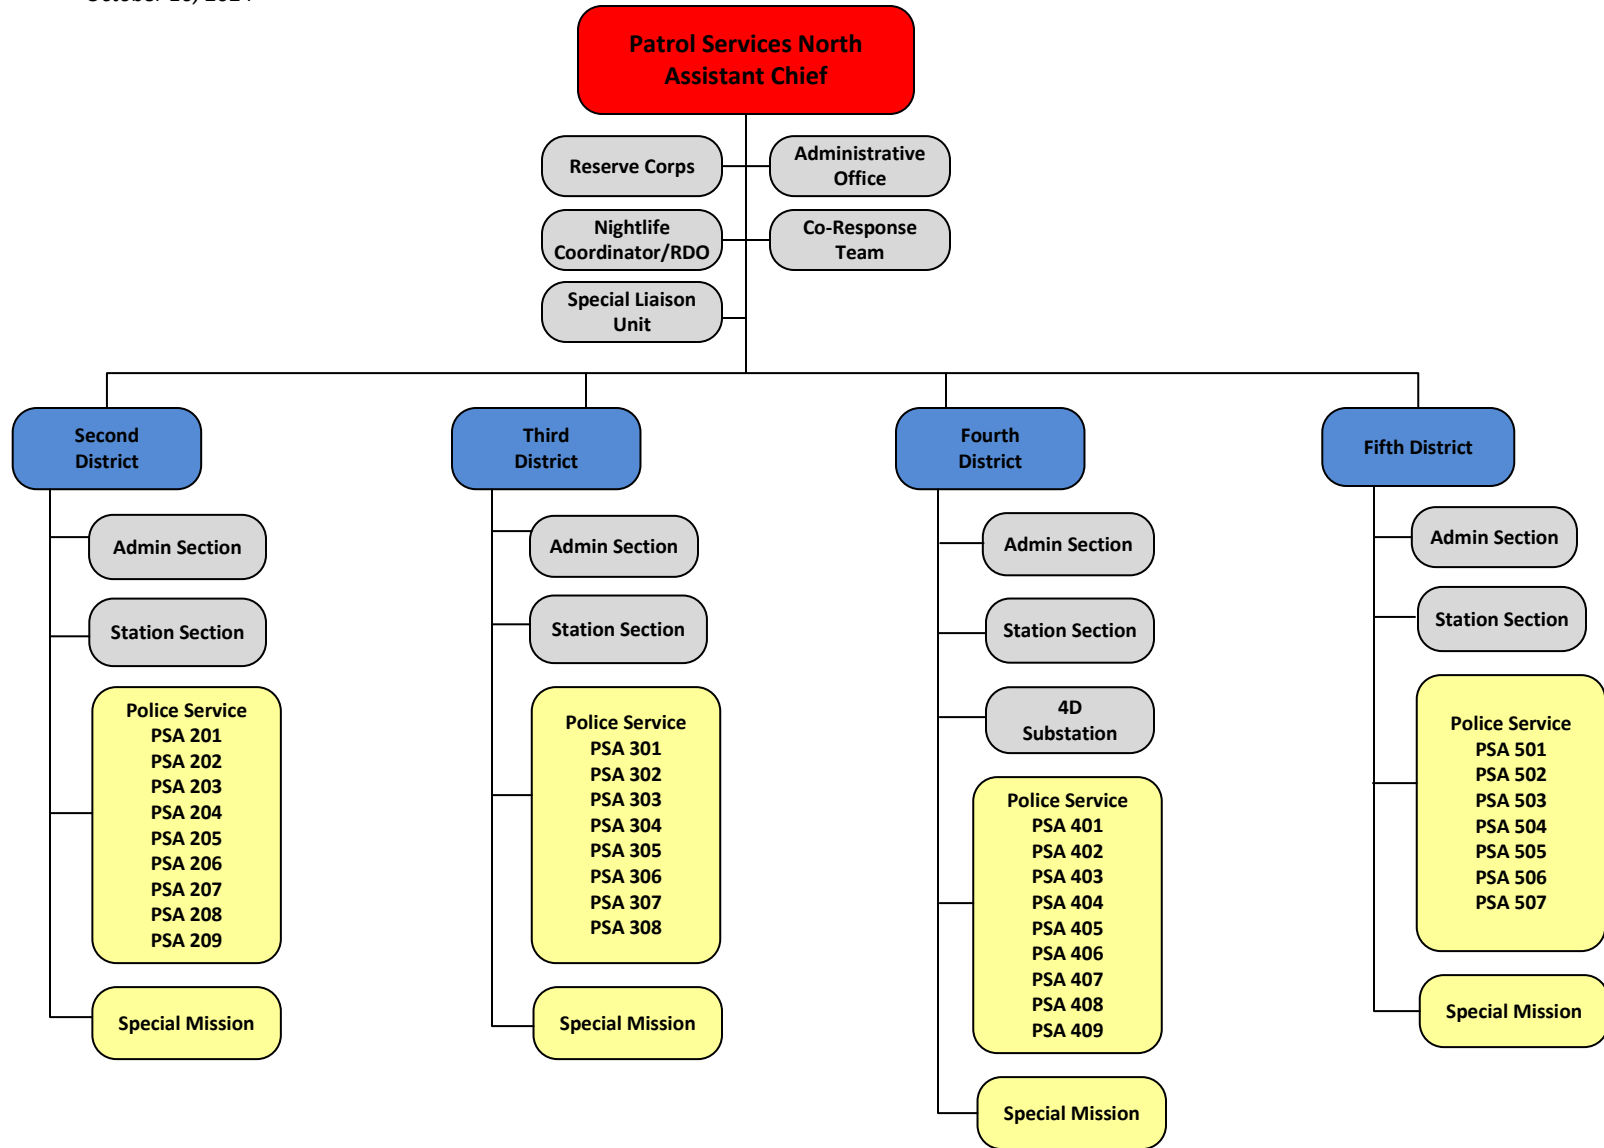 Patrol Services North
Assistant Chief
Reserve Corps
Administrative
Office
Nightlife
Coordinator/RDO
Co-Response
Team
Special Liaison
Unit
Second
District
Admin Section
Station Section
Police Service
PSA 201
PSA 202
PSA 203
PSA 204
PSA 205
PSA 206
PSA 207
PSA 208
PSA 209
Special Mission
Third
District
Admin Section
Station Section
Police Service
PSA 301
PSA 302
PSA 303
PSA 304
PSA 305
PSA 306
PSA 307
PSA 308
Special Mission
Fourth
District
Admin Section
Station Section
4D
Substation
Police Service
PSA 401
PSA 402
PSA 403
PSA 404
PSA 405
PSA 406
PSA 407
PSA 408
PSA 409
Special Mission
Fifth District
Admin Section
Station Section
Police Service
PSA 501
PSA 502
PSA 503
PSA 504
PSA 505
PSA 506
PSA 507
Special Mission